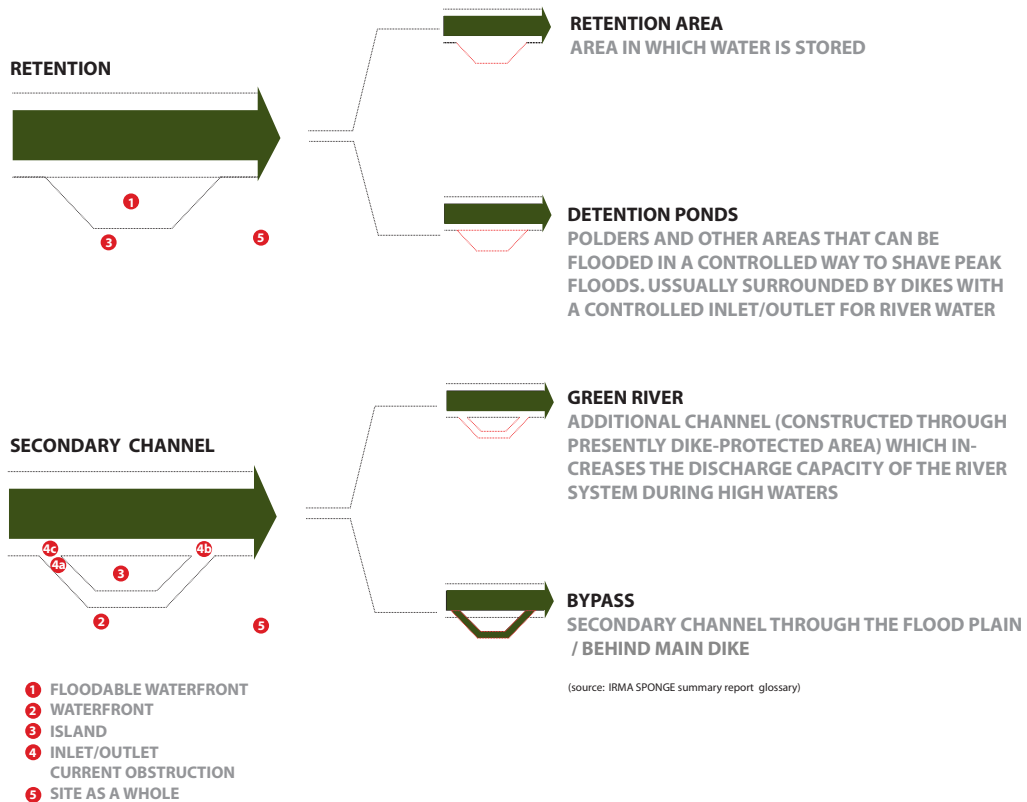 RETENTION
1
3
5
RETENTION AREA
AREA IN WHICH WATER IS STORED
DETENTION PONDS
POLDERS AND OTHER AREAS THAT CAN BE
FLOODED IN A CONTROLLED WAY TO SHAVE PEAK
FLOODS. USSUALLY SURROUNDED BY DIKES WITH
A CONTROLLED INLET/OUTLET FOR RIVER WATER
SECONDARY CHANNEL
4c
4a
4b
3
2
5
GREEN RIVER
ADDITIONAL CHANNEL (CONSTRUCTED THROUGH
PRESENTLY DIKE-PROTECTED AREA) WHICH IN-
CREASES THE DISCHARGE CAPACITY OF THE RIVER
SYSTEM DURING HIGH WATERS
BYPASS
SECONDARY CHANNEL THROUGH THE FLOOD PLAIN
/ BEHIND MAIN DIKE
(source: IRMA SPONGE summary report glossary)
1 FLOODABLE WATERFRONT
2 WATERFRONT
3 ISLAND
4 INLET/OUTLET
CURRENT OBSTRUCTION
5 SITE AS A WHOLE